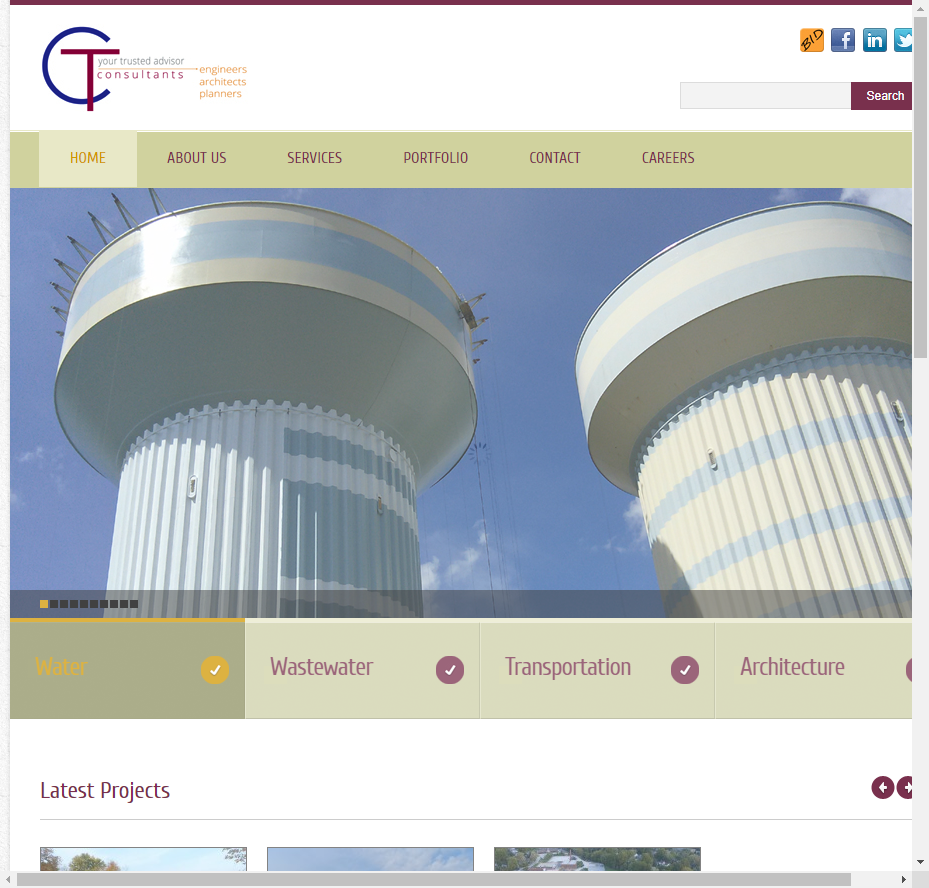 CT
your trusted advisor
consultants
engineers
architects
planners
BID
f
in
Search
HOME
ABOUT US
SERVICES
PORTFOLIO
CONTACT
CAREERS
Water
Wastewater
Transportation
Architecture
Latest Projects